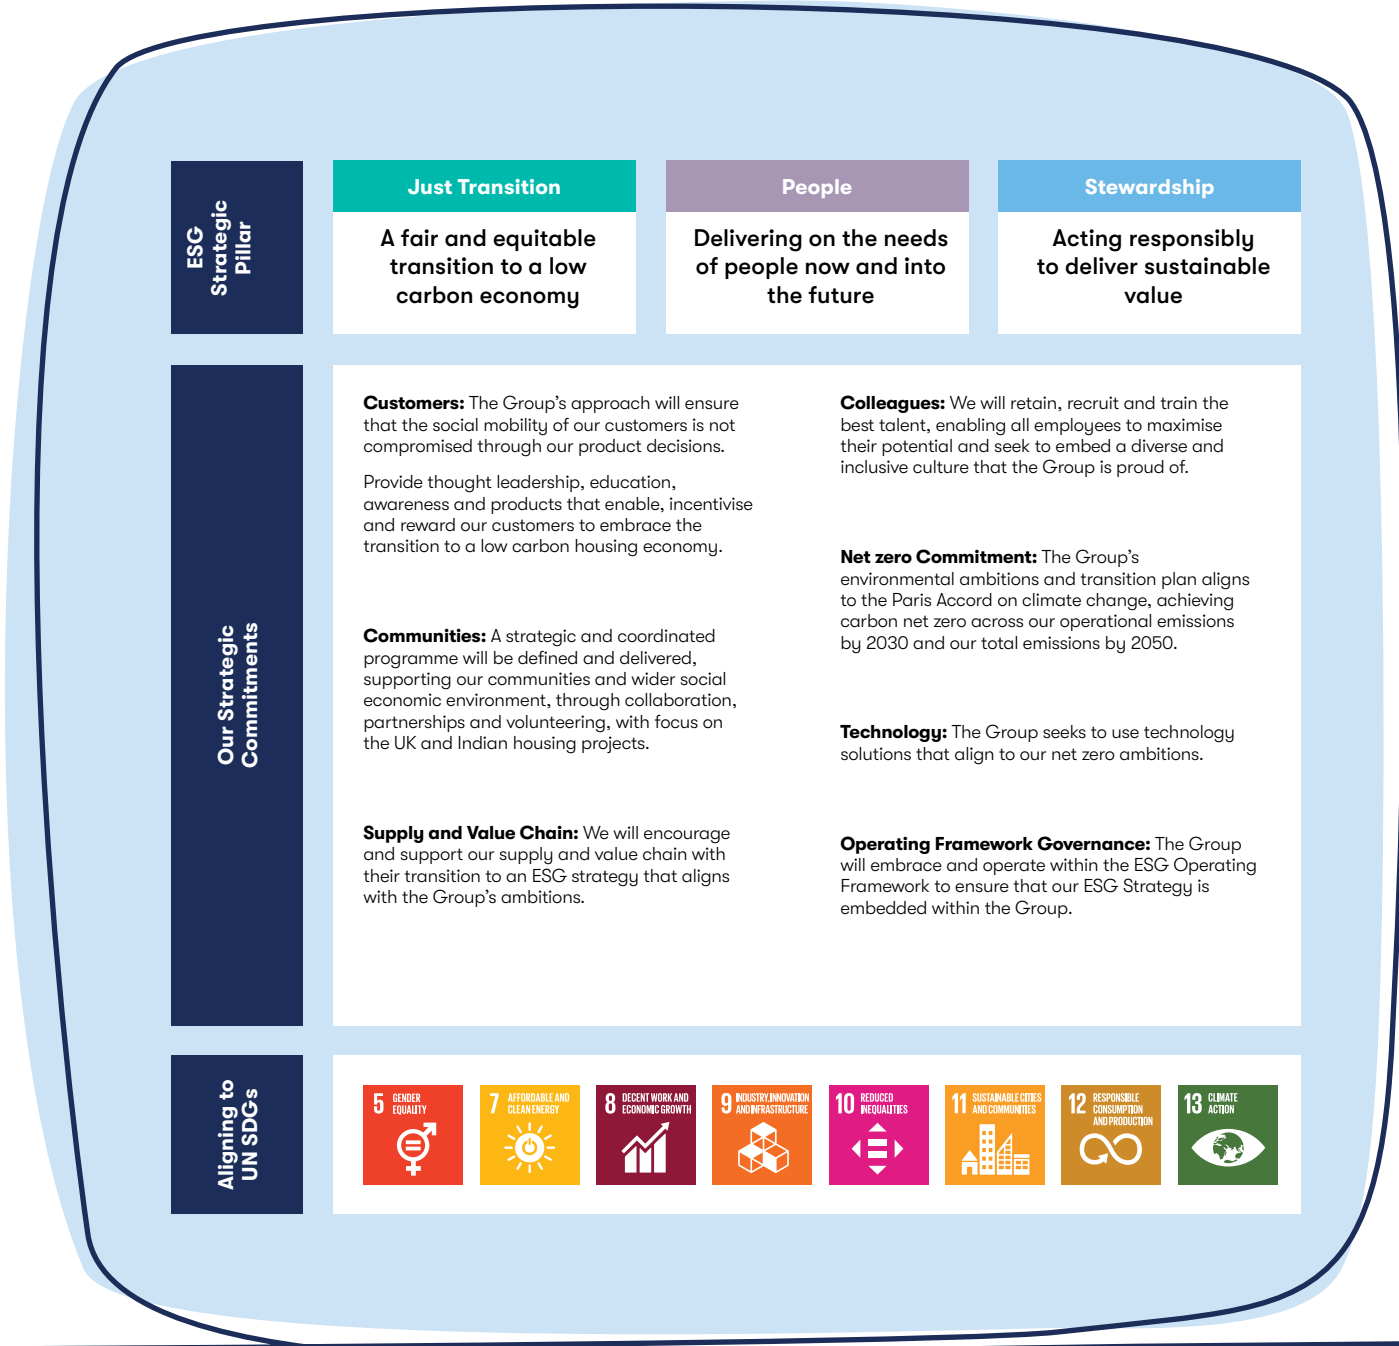 ESG
Strategic
Pillar
Just Transition
A fair and equitable
transition to a low
carbon economy
People
Delivering on the needs
of people now and into
the future
Stewardship
Acting responsibly
to deliver sustainable
value
Our Strategic
Commitments
Customers: The Group’s approach will ensure
that the social mobility of our customers is not
compromised through our product decisions.
Provide thought leadership, education,
awareness and products that enable, incentivise
and reward our customers to embrace the
transition to a low carbon housing economy.
Communities: A strategic and coordinated
programme will be defined and delivered,
supporting our communities and wider social
economic environment, through collaboration,
partnerships and volunteering, with focus on
the UK and Indian housing projects.
Supply and Value Chain: We will encourage
and support our supply and value chain with
their transition to an ESG strategy that aligns
with the Group’s ambitions.
Colleagues: We will retain, recruit and train the
best talent, enabling all employees to maximise
their potential and seek to embed a diverse and
inclusive culture that the Group is proud of.
Net zero Commitment: The Group’s
environmental ambitions and transition plan aligns
to the Paris Accord on climate change, achieving
carbon net zero across our operational emissions
by 2030 and our total emissions by 2050.
Technology: The Group seeks to use technology
solutions that align to our net zero ambitions.
Operating Framework Governance: The Group
will embrace and operate within the ESG Operating
Framework to ensure that our ESG Strategy is
embedded within the Group.
Aligning to
UN SDGs
5 GENDER
EQUALITY
7 AFFORDABLE AND
CLEAN ENERGY
8 DECENT WORK AND
ECONOMIC GROWTH
9 INDUSTRY, INNOVATION
AND INFRASTRUCTURE
10 REDUCED
INEQUALITIES
11 SUSTAINABLE CITIES
AND COMMUNITIES
12 RESPONSIBLE
CONSUMPTION
AND PRODUCTION
13 CLIMATE
ACTION